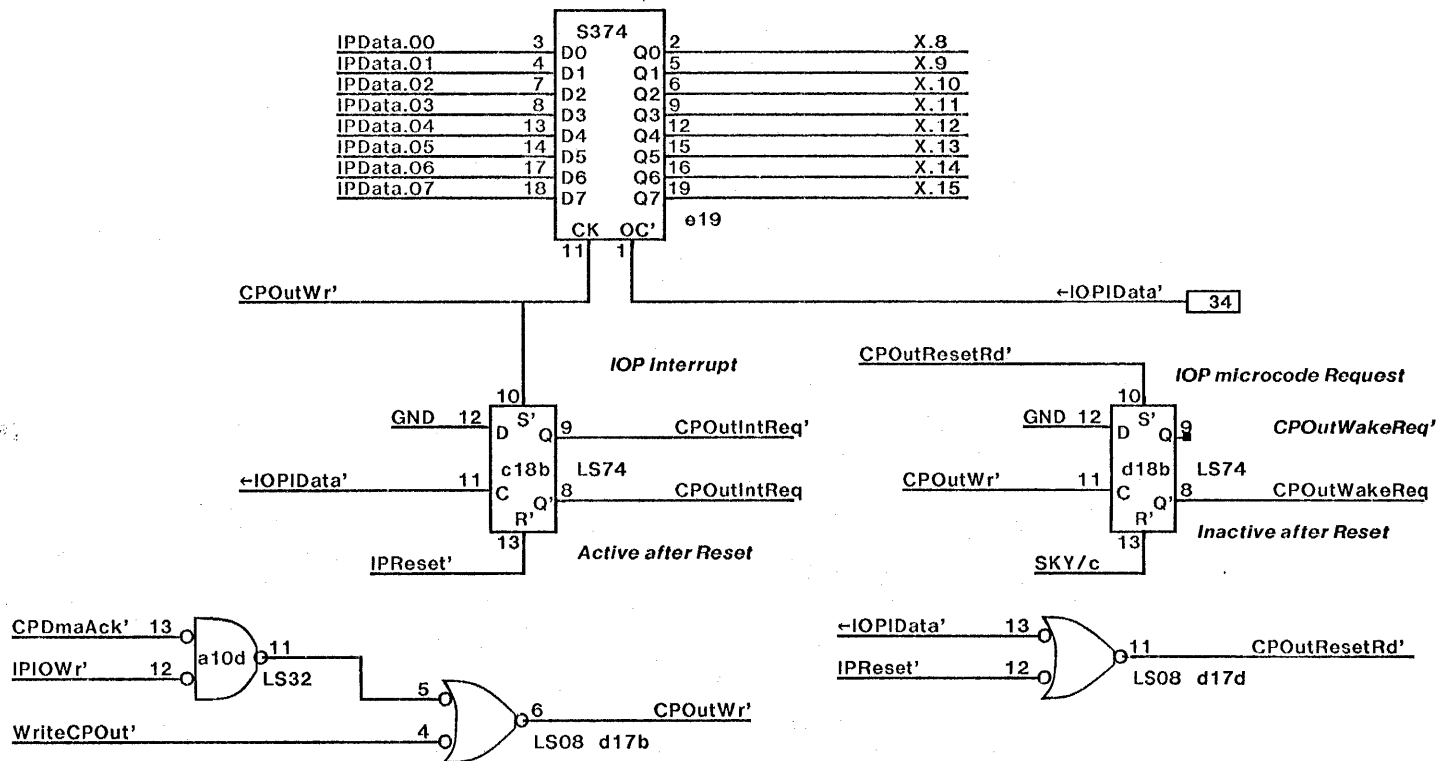 S374
IPData.00 3 D0 Q0 2 X.8
IPData.01 4 D1 Q1 5 X.9
IPData.02 7 D2 Q2 6 X.10
IPData.03 8 D3 Q3 9 X.11
IPData.04 13 D4 Q4 12 X.12
IPData.05 14 D5 Q5 15 X.13
IPData.06 17 D6 Q6 16 X.14
IPData.07 18 D7 Q7 19 X.15
e19
CK OC'
11 1
CPOutWr' ←IOPIData' 34
IOP interrupt
CPOutResetRd'
IOP microcode Request
10
GND 12 D S' Q 9 CPOutIntReq'
c18b LS74
←IOPIData' 11 C Q' 8 CPOutIntReq
R'
13
IPReset'
Active after Reset
10
GND 12 D S' Q 9 CPOutWakeReq'
d18b LS74
CPOutWr' 11 C Q' 8 CPOutWakeReq
R'
13
SKY/c
Inactive after Reset
CPDmaAck' 13
a10d 11
IPIOWr' 12 LS32
5
WriteCPOut' 4
6 CPOutWr'
LS08 d17b
←IOPIData' 13
11 CPOutResetRd'
IPReset' 12
LS08 d17d